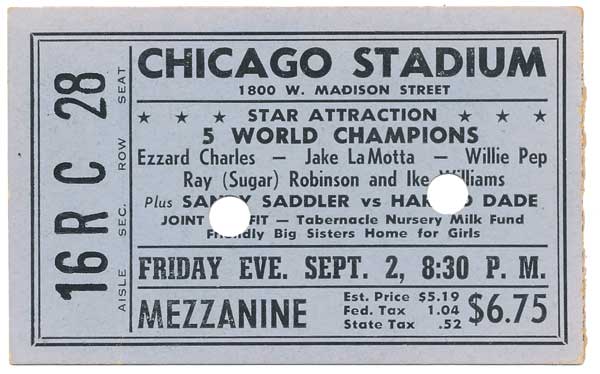 16 R C 28
AISLE SEC. ROW SEAT
CHICAGO STADIUM
1800 W. MADISON STREET
★ ★ ★ STAR ATTRACTION ★ ★ ★
5 WORLD CHAMPIONS
Ezzard Charles — Jake LaMotta — Willie Pep
Ray (Sugar) Robinson and Ike Williams
Plus SANDY SADDLER vs HAROLD DADE
JOINT BENEFIT — Tabernacle Nursery Milk Fund
Friendly Big Sisters Home for Girls
FRIDAY EVE. SEPT. 2, 8:30 P. M.
MEZZANINE
Est. Price $5.19
Fed. Tax 1.04
State Tax .52
$6.75